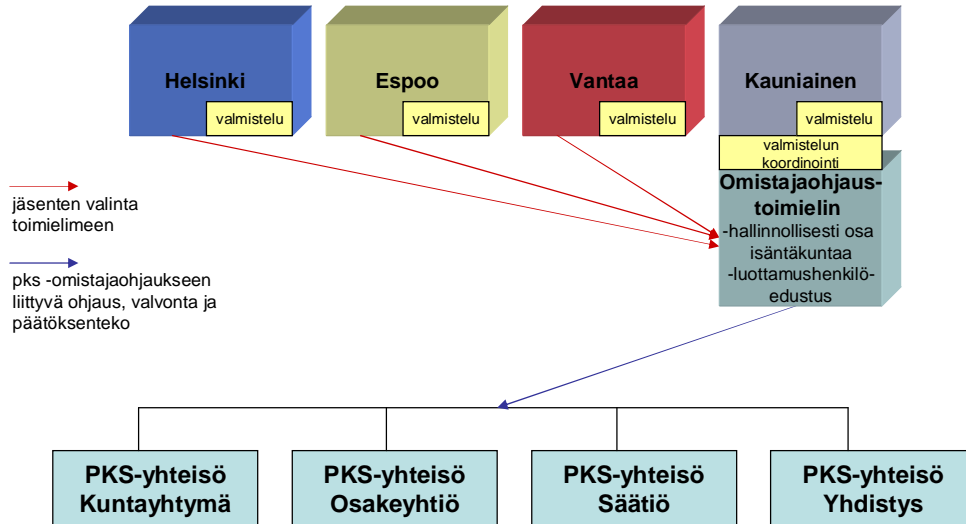 Helsinki
valmistelu
Espoo
valmistelu
Vantaa
valmistelu
Kauniainen
valmistelu
valmistelun
koordinointi
Omistajaohjaus-
toimielin
-hallinnollisesti osa
isäntäkuntaa
-luottamushenkilö-
edustus
jäsenten valinta
toimielimeen
pks -omistajaohjaukseen
liittyvä ohjaus, valvonta ja
päätöksenteko
PKS-yhteisö
Kuntayhtymä
PKS-yhteisö
Osakeyhtiö
PKS-yhteisö
Säätiö
PKS-yhteisö
Yhdistys